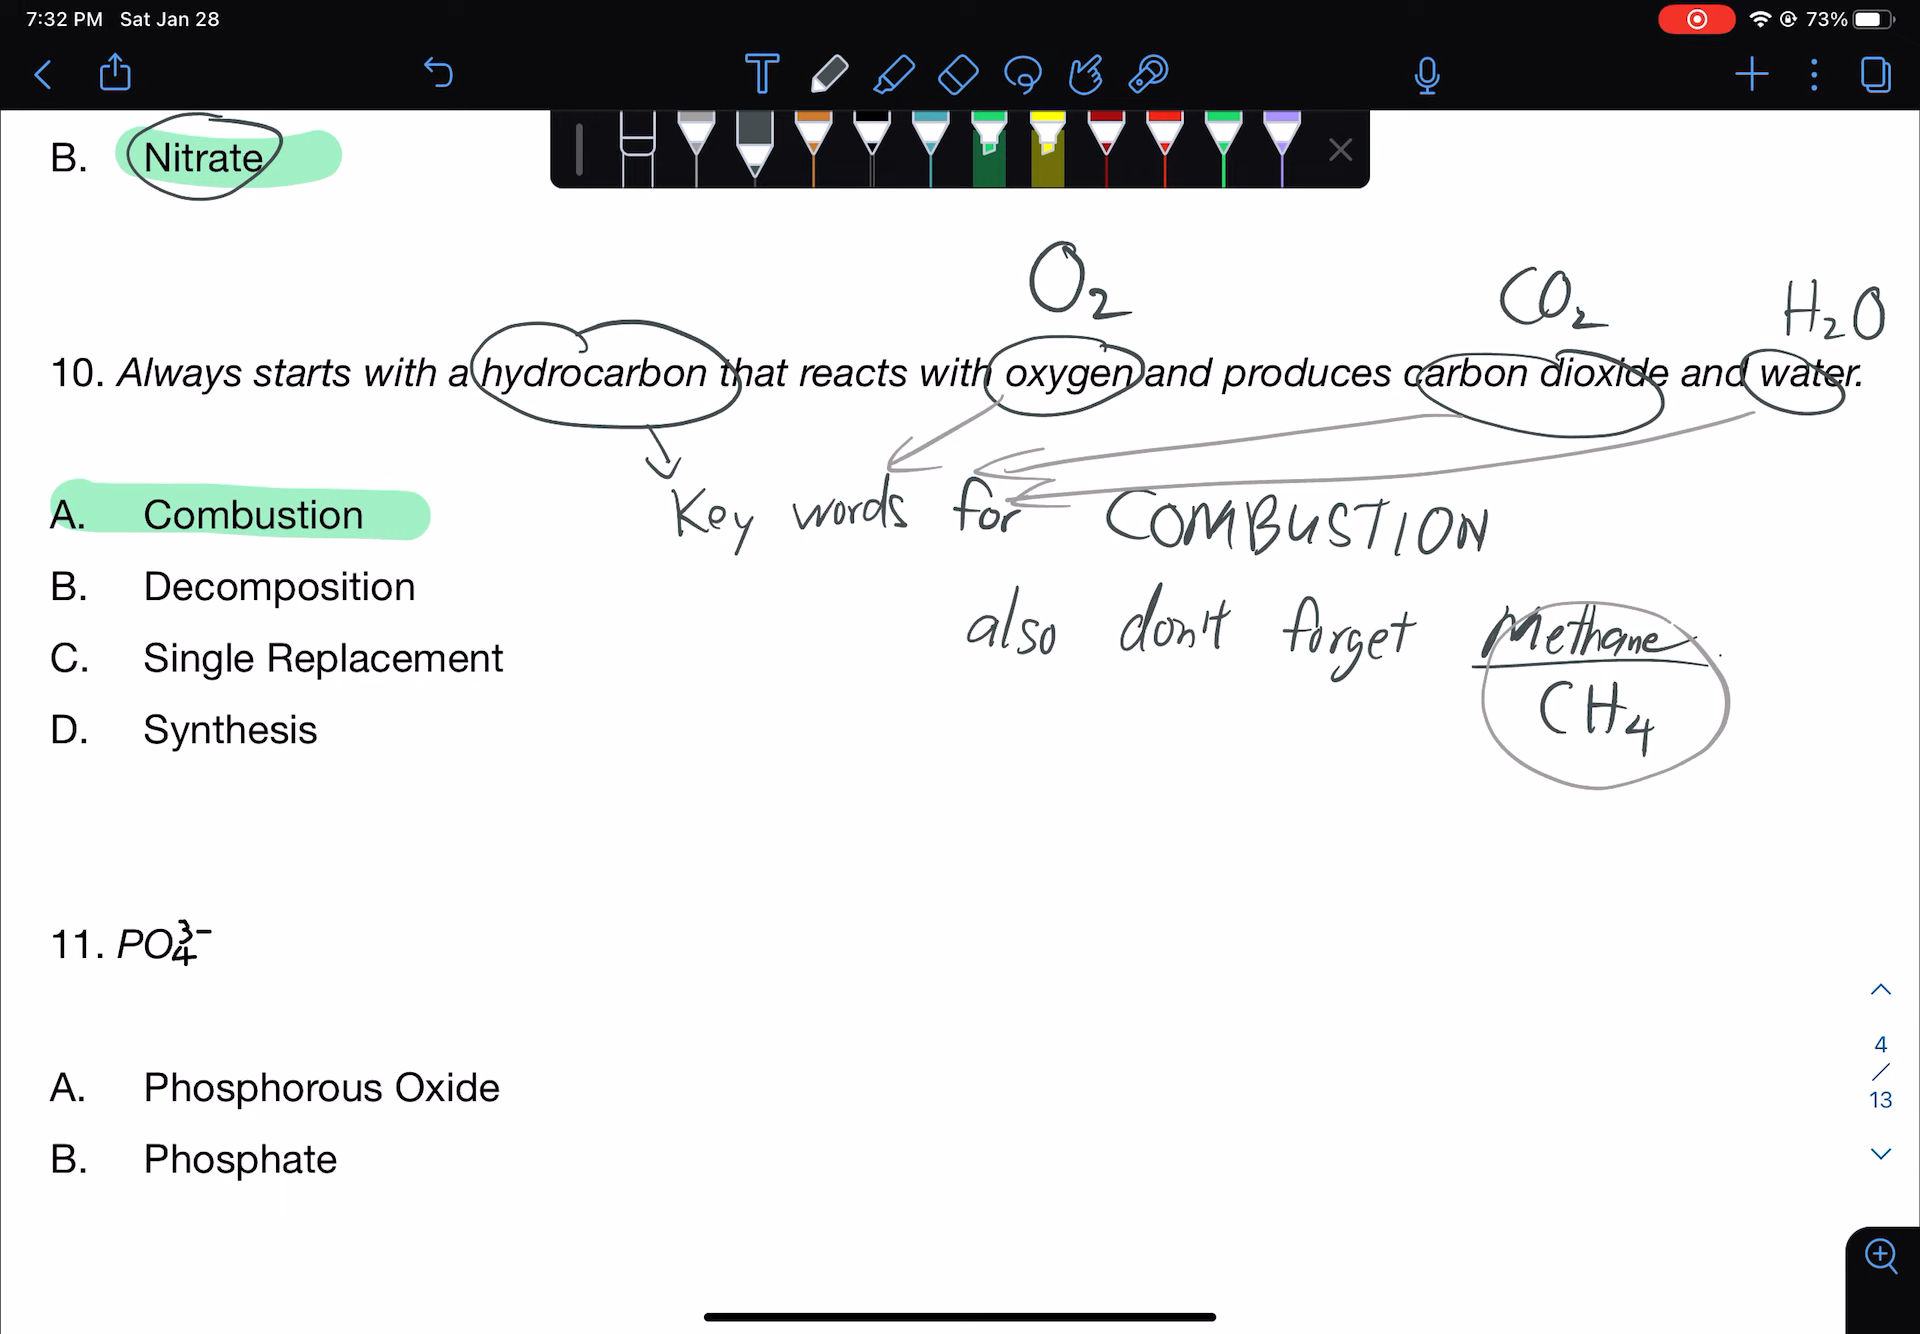 7:32 PM Sat Jan 28
73%
B. Nitrate
O₂
CO₂
H₂O
10. Always starts with a hydrocarbon that reacts with oxygen and produces carbon dioxide and water.
A. Combustion
Key words for COMBUSTION
B. Decomposition
also don't forget Methane
C. Single Replacement
CH₄
D. Synthesis
11. PO₄³⁻
4
/
13
A. Phosphorous Oxide
B. Phosphate